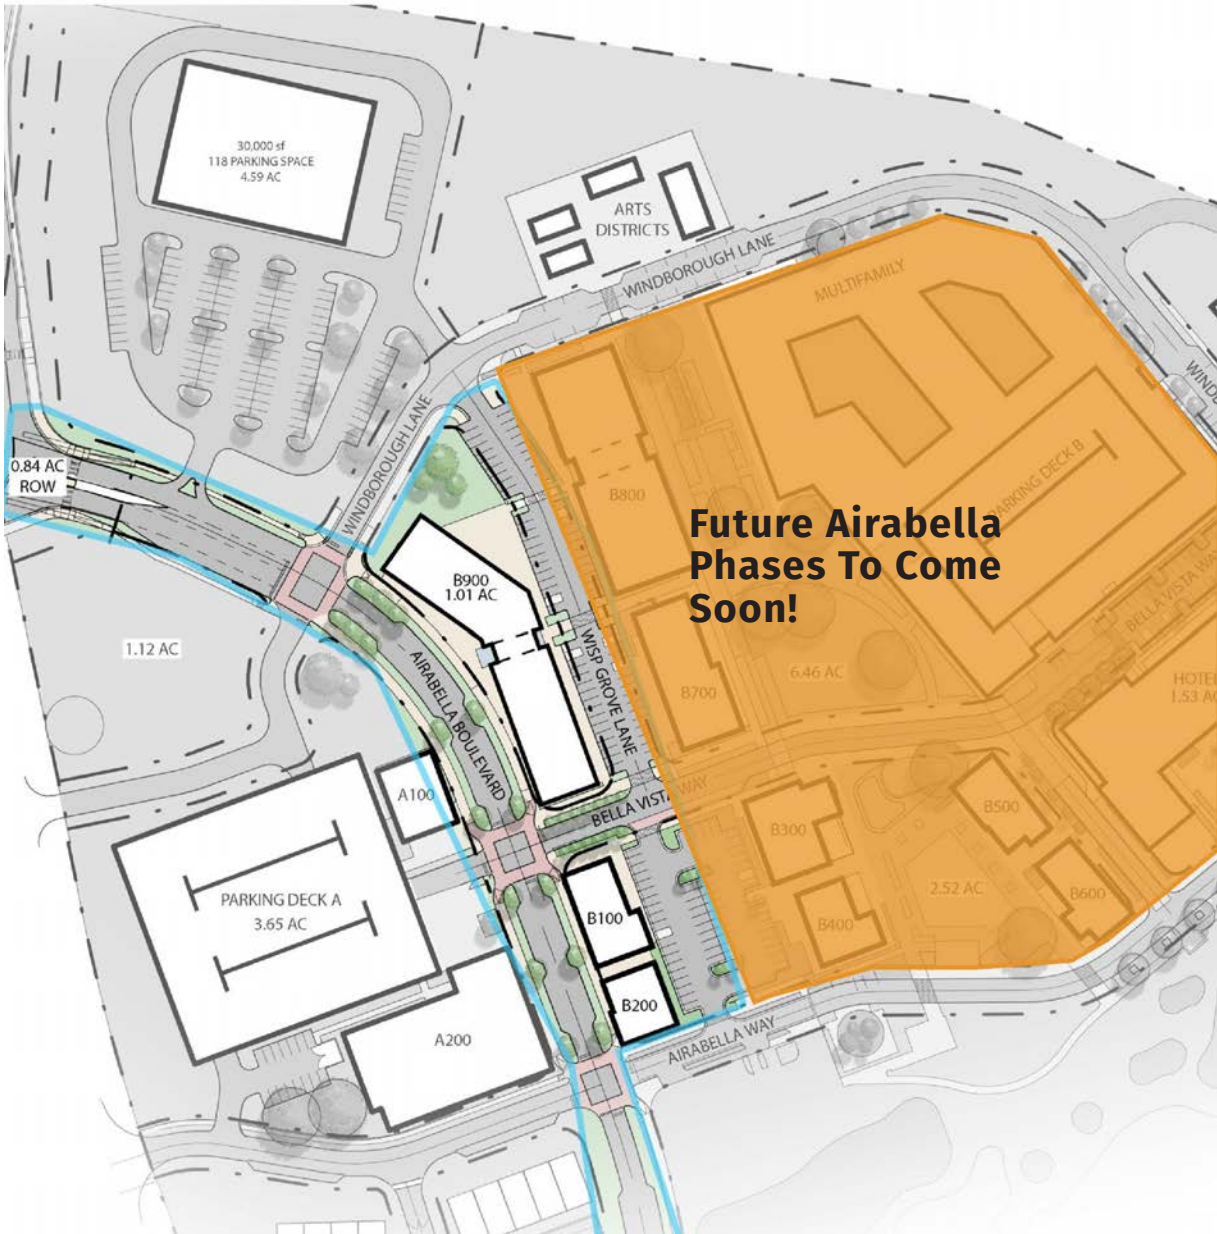 30,000 sf
118 PARKING SPACE
4.59 AC
ARTS
DISTRICTS
WINDBOROUGH LANE
MULTIFAMILY
WINDBOROUGH LANE
0.84 AC
ROW
B800
PARKING DECK B
Future Airabella
Phases To Come
Soon!
B900
1.01 AC
BELLA VISTA WAY
1.12 AC
AIRABELLA BOULEVARD
WISP GROVE LANE
B700
6.46 AC
HOTEL
1.53 AC
A100
BELLA VISTA WAY
B300
B500
PARKING DECK A
3.65 AC
2.52 AC
B600
B100
B400
B200
A200
AIRABELLA WAY